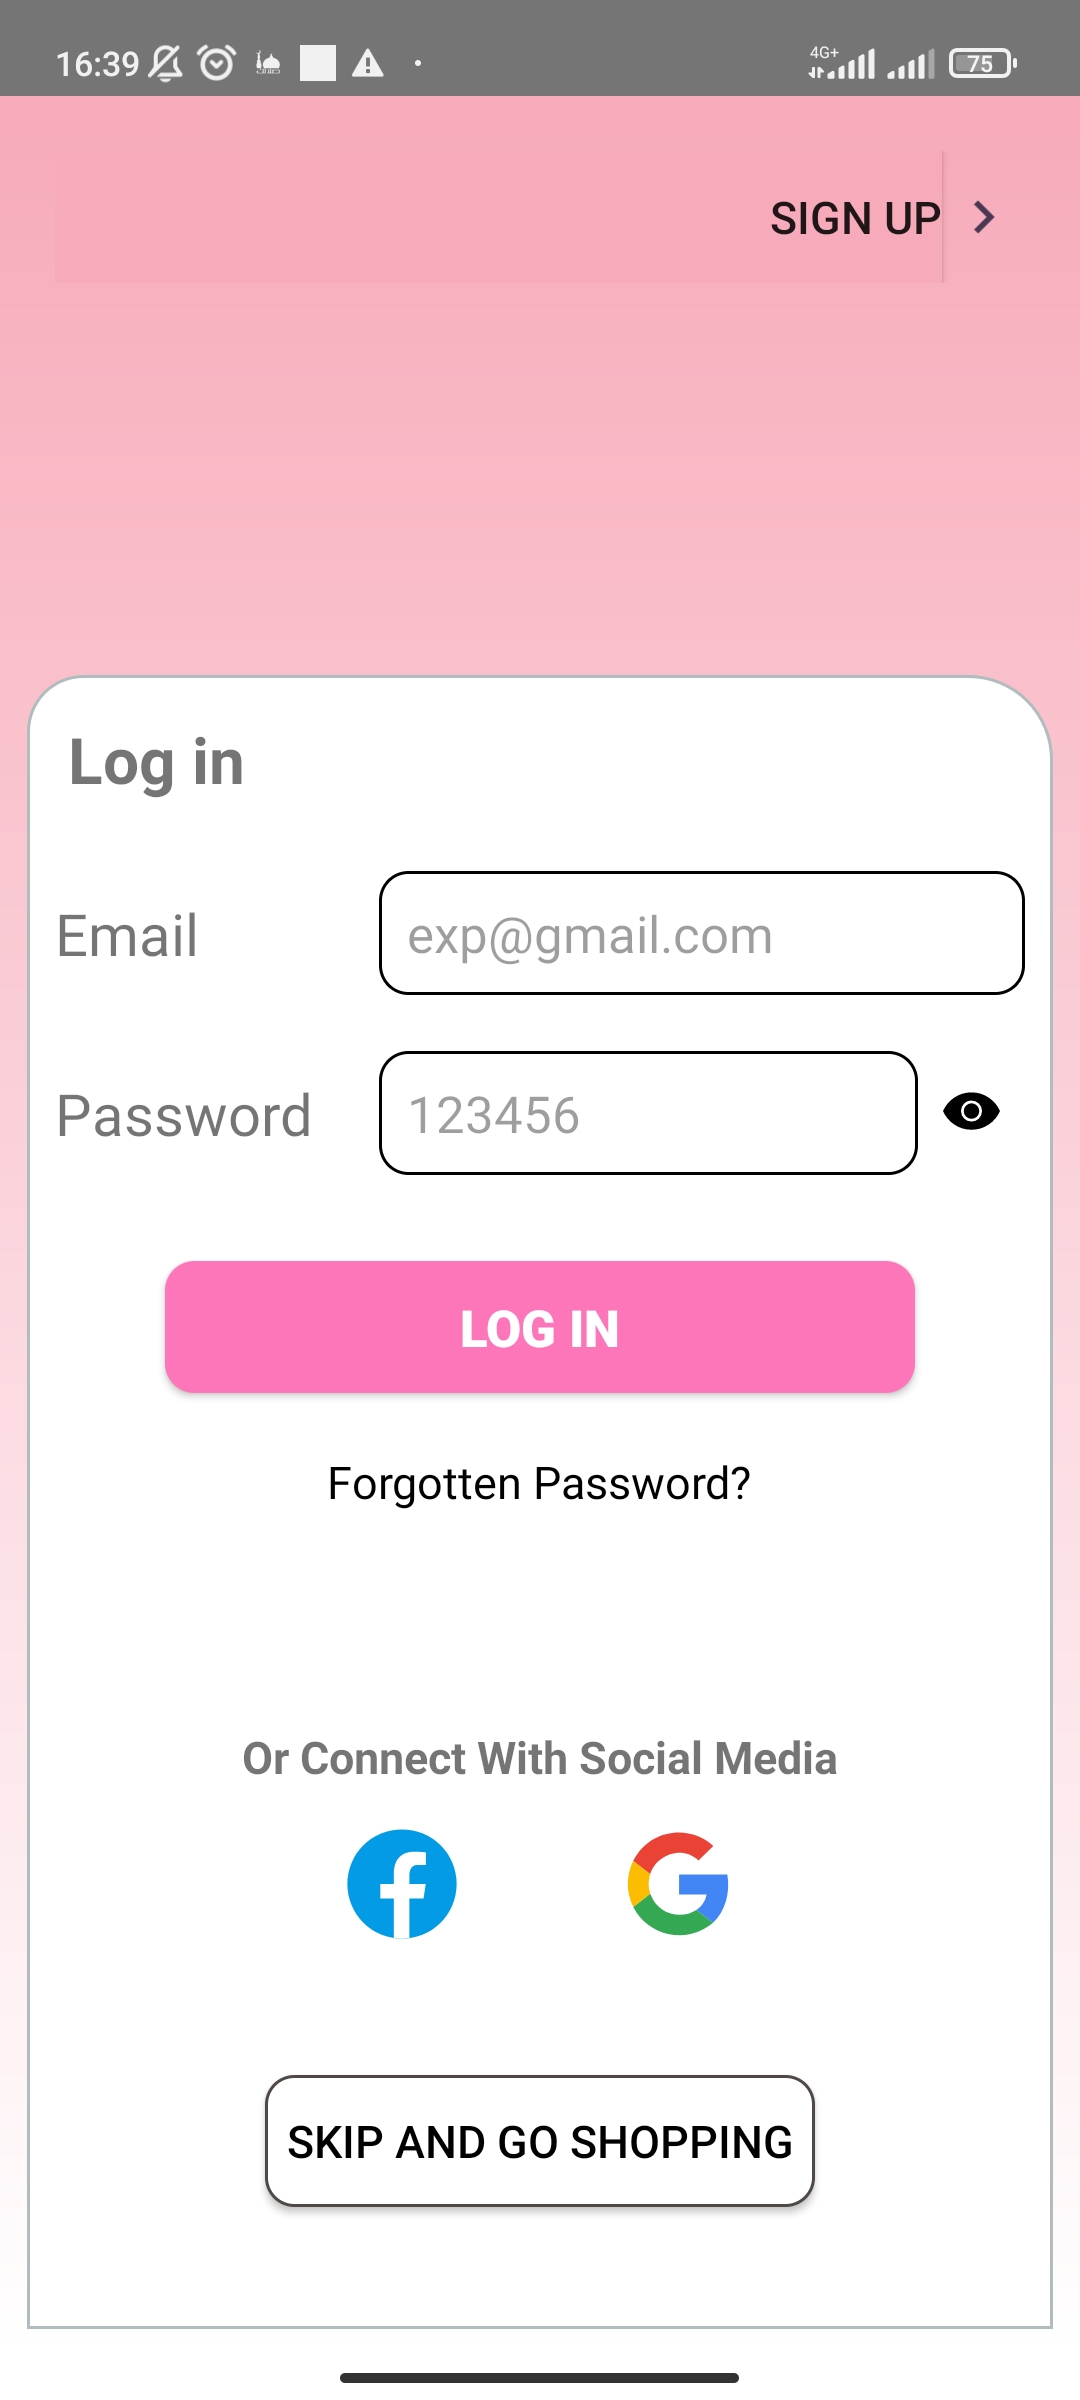 16:39
4G+
75
SIGN UP
Log in
Email
exp@gmail.com
Password
123456
LOG IN
Forgotten Password?
Or Connect With Social Media
SKIP AND GO SHOPPING